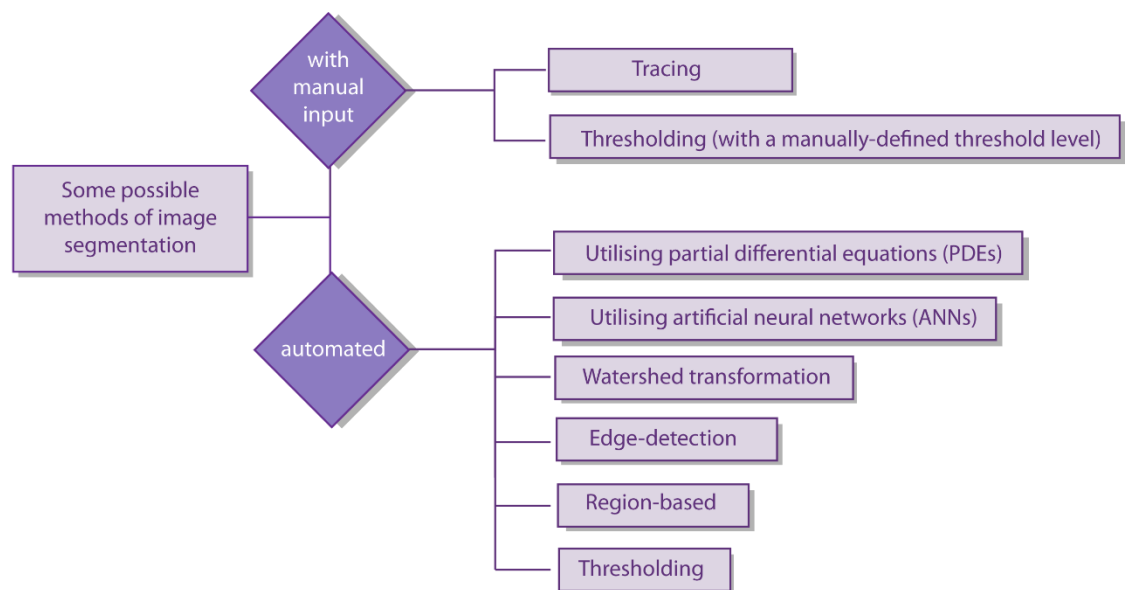 with
manual
input
Tracing
Thresholding (with a manually-defined threshold level)
Some possible
methods of image
segmentation
automated
Utilising partial differential equations (PDEs)
Utilising artificial neural networks (ANNs)
Watershed transformation
Edge-detection
Region-based
Thresholding